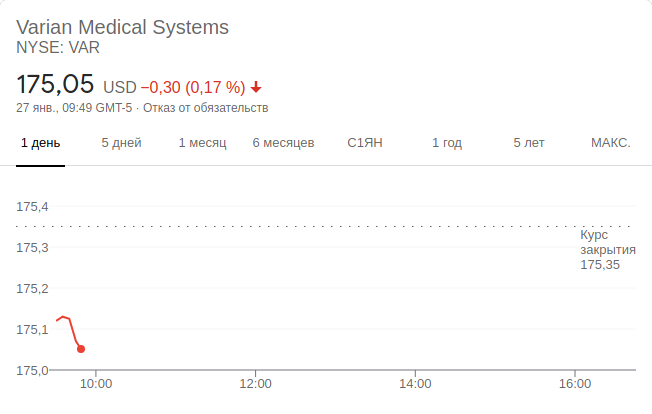 Varian Medical Systems
NYSE: VAR
175,05 USD −0,30 (0,17 %)
27 янв., 09:49 GMT-5 · Отказ от обязательств
1 день 5 дней 1 месяц 6 месяцев С1ЯН 1 год 5 лет МАКС.
175,4
Курс
закрытия
175,35
175,3
175,2
175,1
175,0
10:00 12:00 14:00 16:00